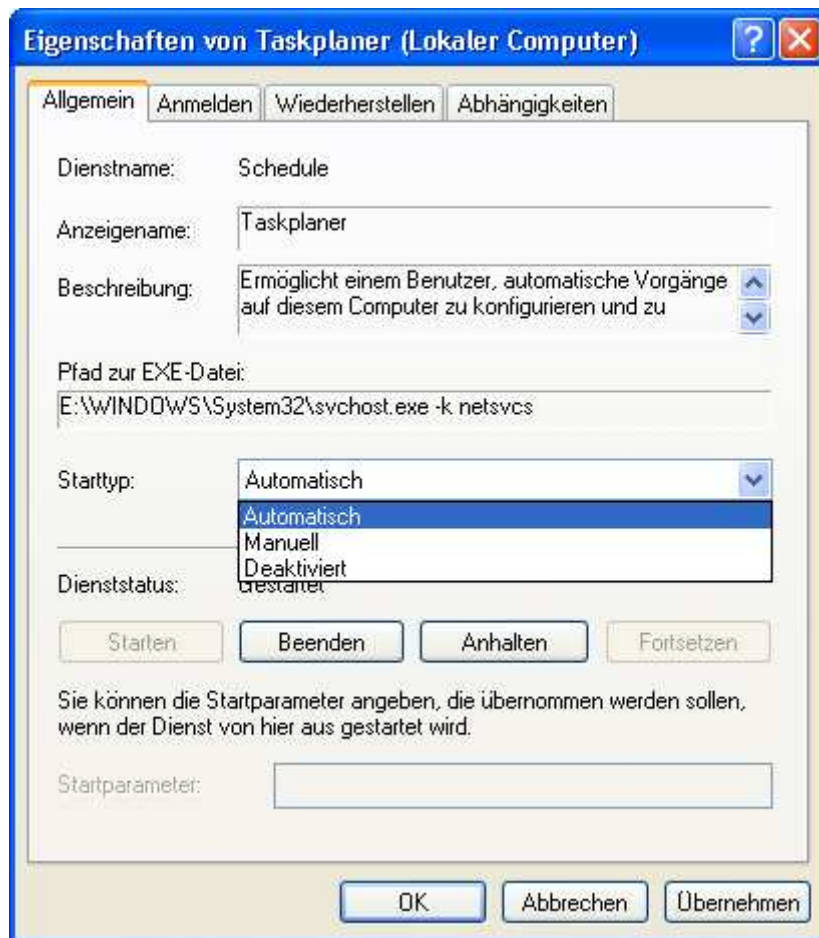 Eigenschaften von Taskplaner (Lokaler Computer)
Allgemein Anmelden Wiederherstellen Abhängigkeiten
Dienstname: Schedule
Anzeigename: Taskplaner
Beschreibung: Ermöglicht einem Benutzer, automatische Vorgänge
auf diesem Computer zu konfigurieren und zu
Pfad zur EXE-Datei:
E:\WINDOWS\System32\svchost.exe -k netsvcs
Starttyp: Automatisch
Automatisch
Manuell
Deaktiviert
Dienststatus: Gestartet
Starten Beenden Anhalten Fortsetzen
Sie können die Startparameter angeben, die übernommen werden sollen,
wenn der Dienst von hier aus gestartet wird.
Startparameter:
OK Abbrechen Übernehmen